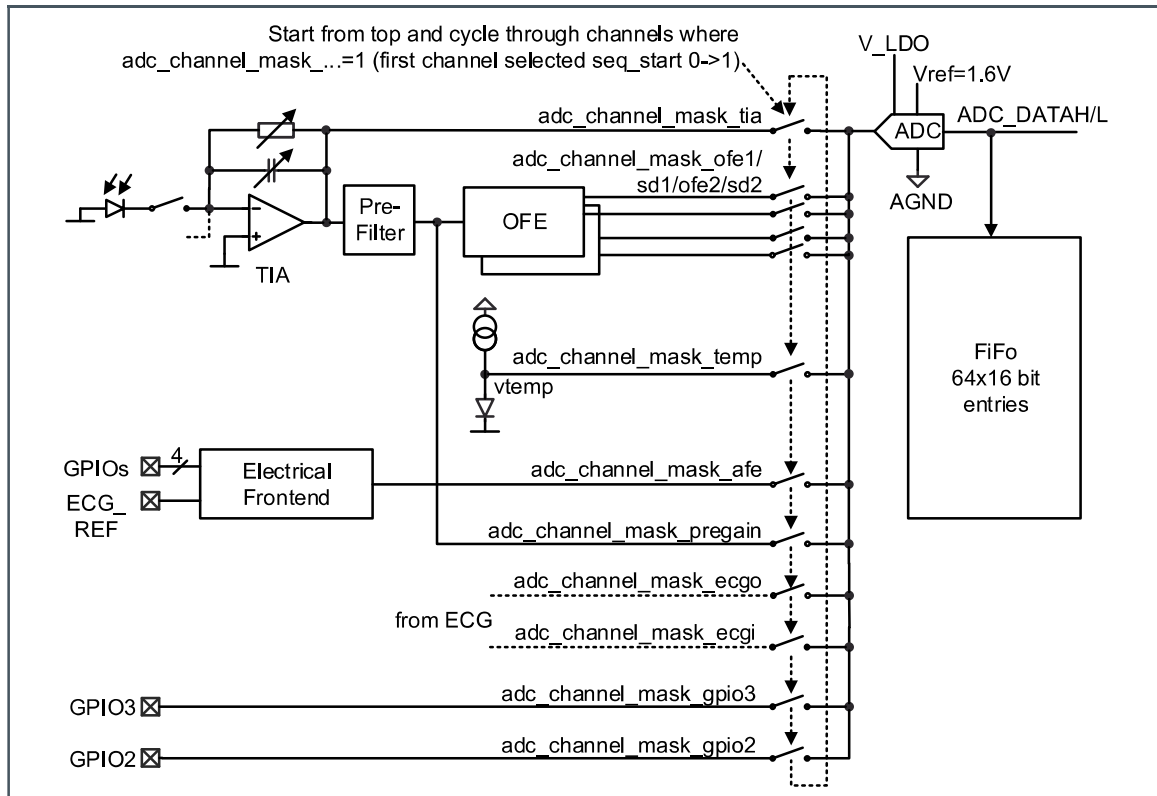 Start from top and cycle through channels where
adc_channel_mask_...=1 (first channel selected seq_start 0->1)
V_LDO
Vref=1.6V
adc_channel_mask_tia
ADC
ADC_DATAH/L
adc_channel_mask_ofe1/
sd1/ofe2/sd2
AGND
Pre-
Filter
OFE
TIA
adc_channel_mask_temp
vtemp
FiFo
64x16 bit
entries
GPIOs
4
ECG_
REF
Electrical
Frontend
adc_channel_mask_afe
adc_channel_mask_pregain
adc_channel_mask_ecgo
from ECG
adc_channel_mask_ecgi
GPIO3
adc_channel_mask_gpio3
GPIO2
adc_channel_mask_gpio2